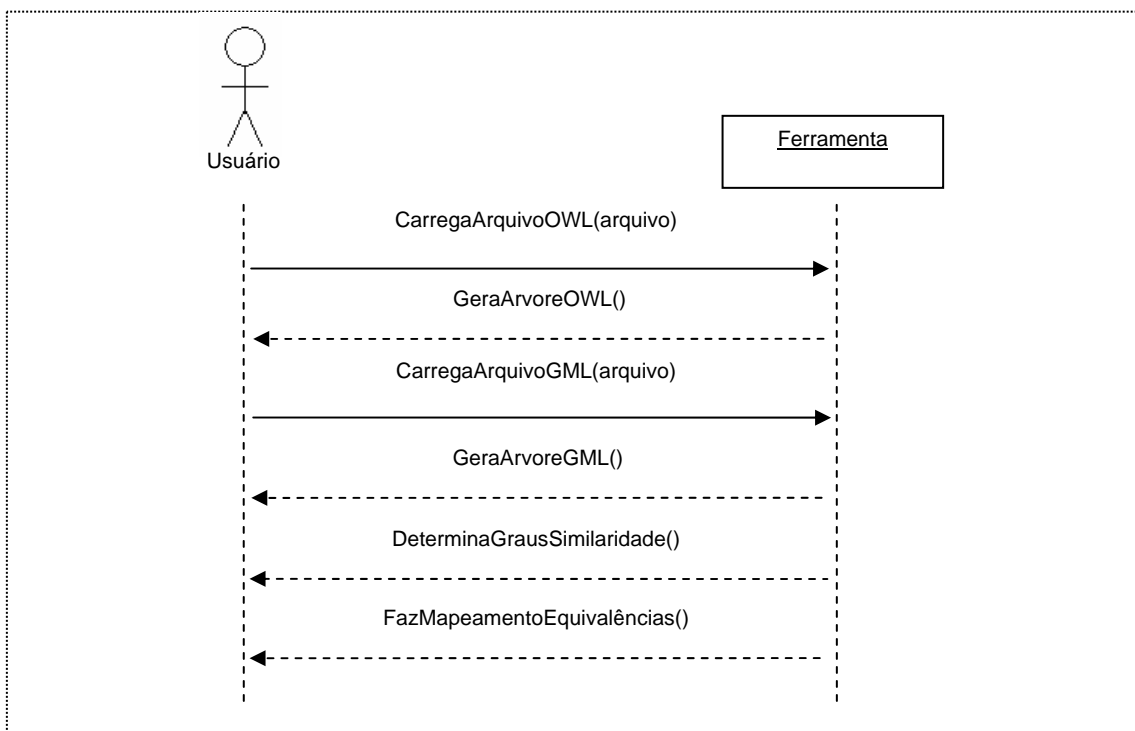 Usuário
Ferramenta
CarregaArquivoOWL(arquivo)
GeraArvoreOWL()
CarregaArquivoGML(arquivo)
GeraArvoreGML()
DeterminaGrausSimilaridade()
FazMapeamentoEquivalências()